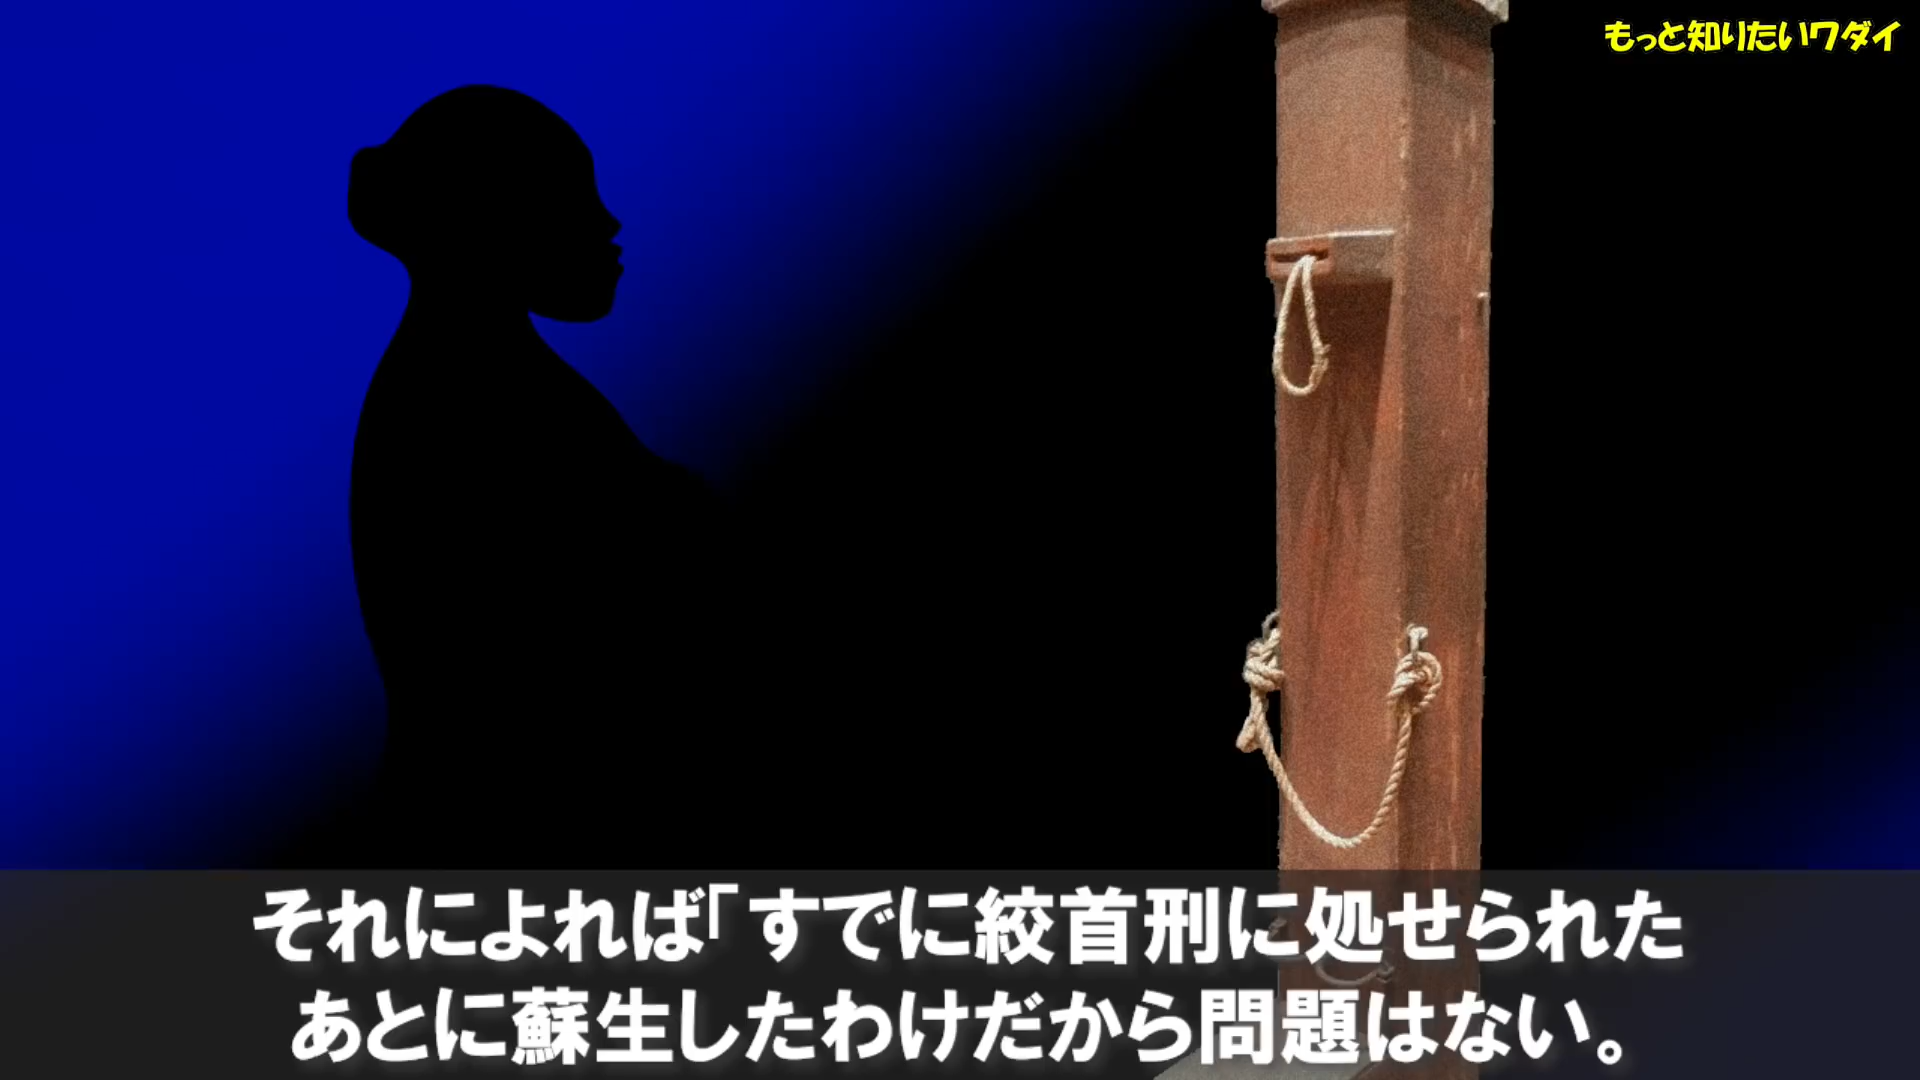 もっと知りたいワダイ
それによれば「すでに絞首刑に処せられた
あとに蘇生したわけだから問題はない。